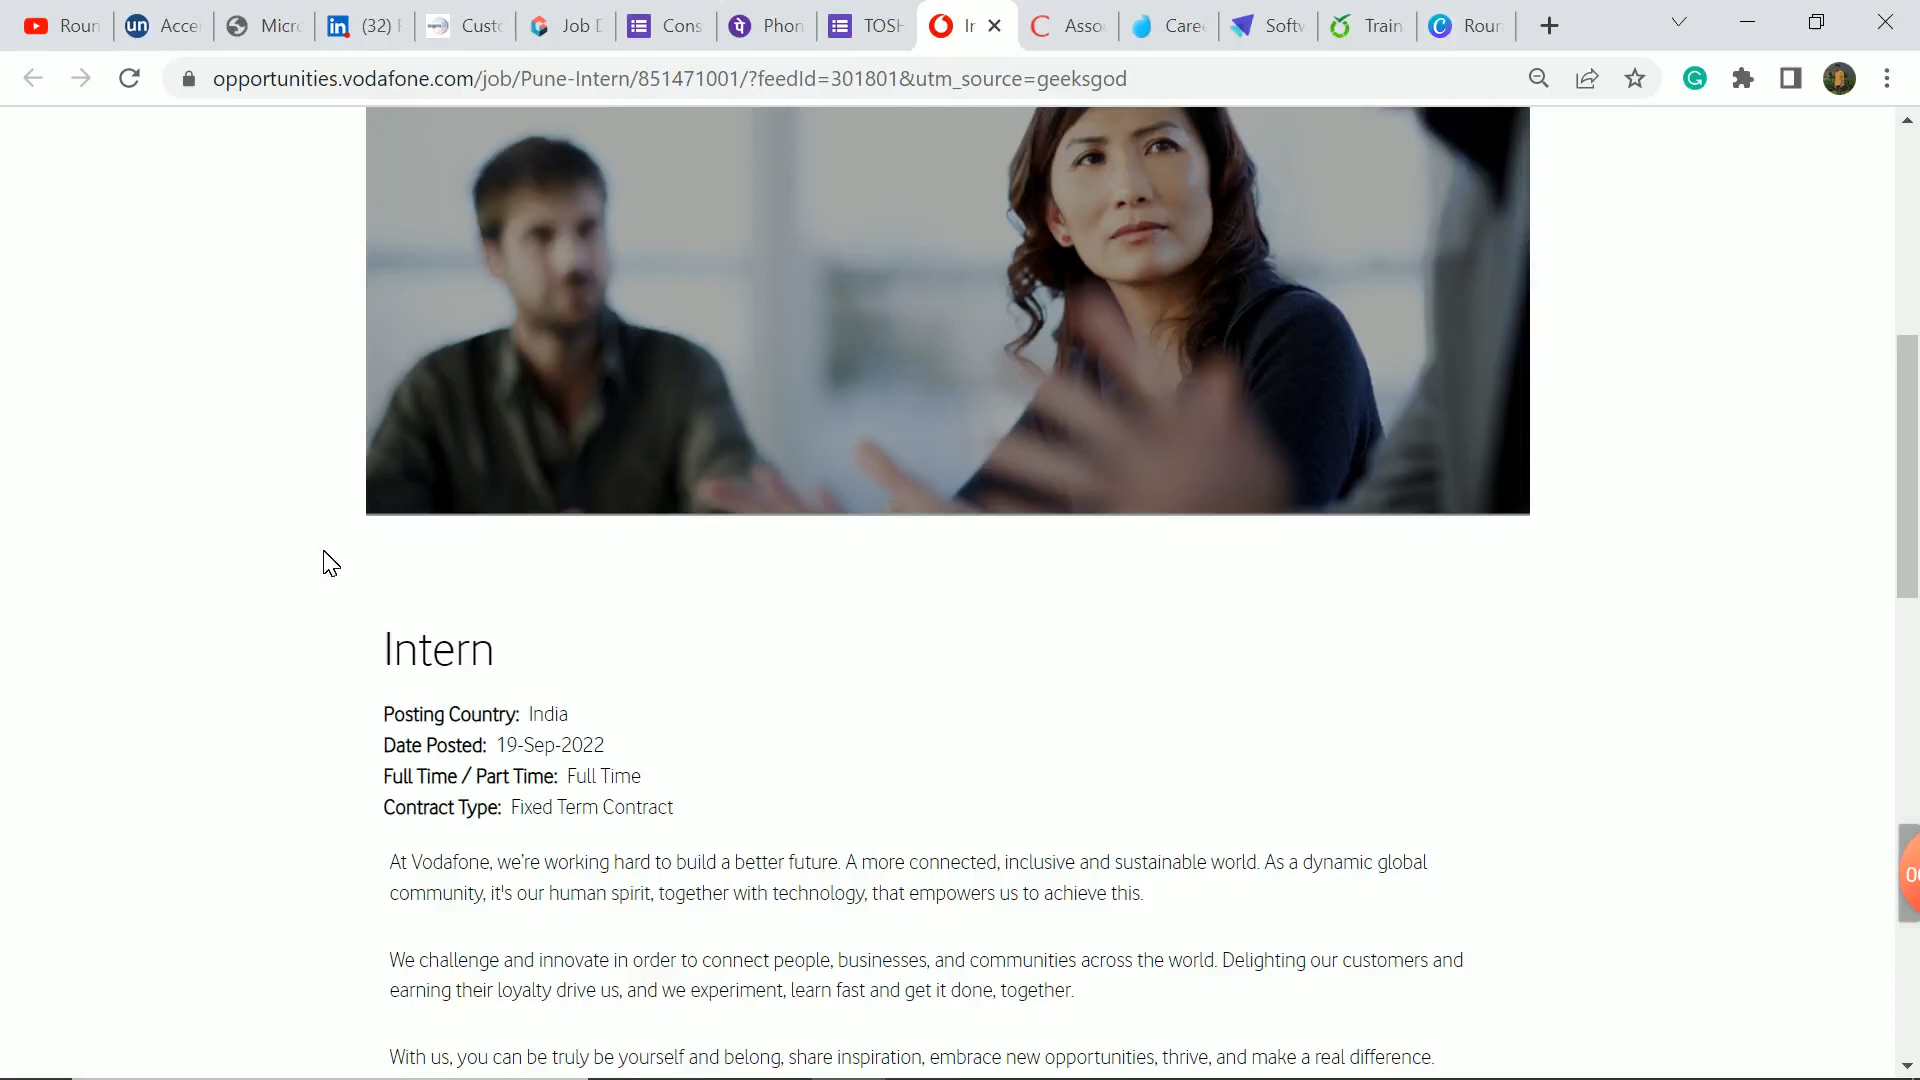 Roun
un
Acce
Micro
in
(32) F
Custo
Job D
Cons
Phon
TOSH
In
Asso
Care
Softw
Train
Roun
opportunities.vodafone.com/job/Pune-Intern/851471001/?feedId=301801&utm_source=geeksgod
Intern
Posting Country: India
Date Posted: 19-Sep-2022
Full Time / Part Time: Full Time
Contract Type: Fixed Term Contract
At Vodafone, we're working hard to build a better future. A more connected, inclusive and sustainable world. As a dynamic global
community, it's our human spirit, together with technology, that empowers us to achieve this.
We challenge and innovate in order to connect people, businesses, and communities across the world. Delighting our customers and
earning their loyalty drive us, and we experiment, learn fast and get it done, together.
With us, you can be truly be yourself and belong, share inspiration, embrace new opportunities, thrive, and make a real difference.